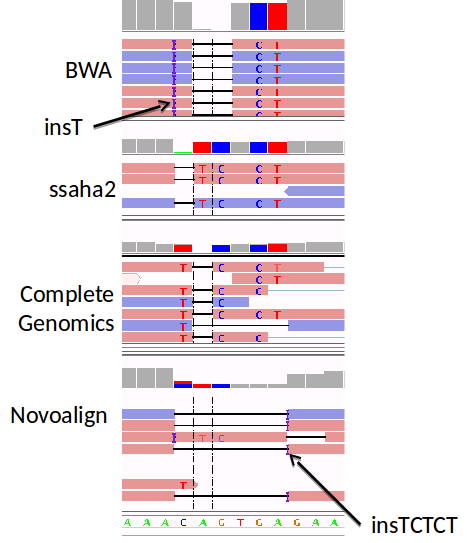 C T
C T
C T
BWA
C T
C T
C T
insT
C T
T C C T
T C C T
ssaha2
T C C T
T C C T
C T
T C C
Complete
T C
T C C T
Genomics
T
T C C
Novoalign
T C
T
insTCTCT
A A A C A G T G A G A A